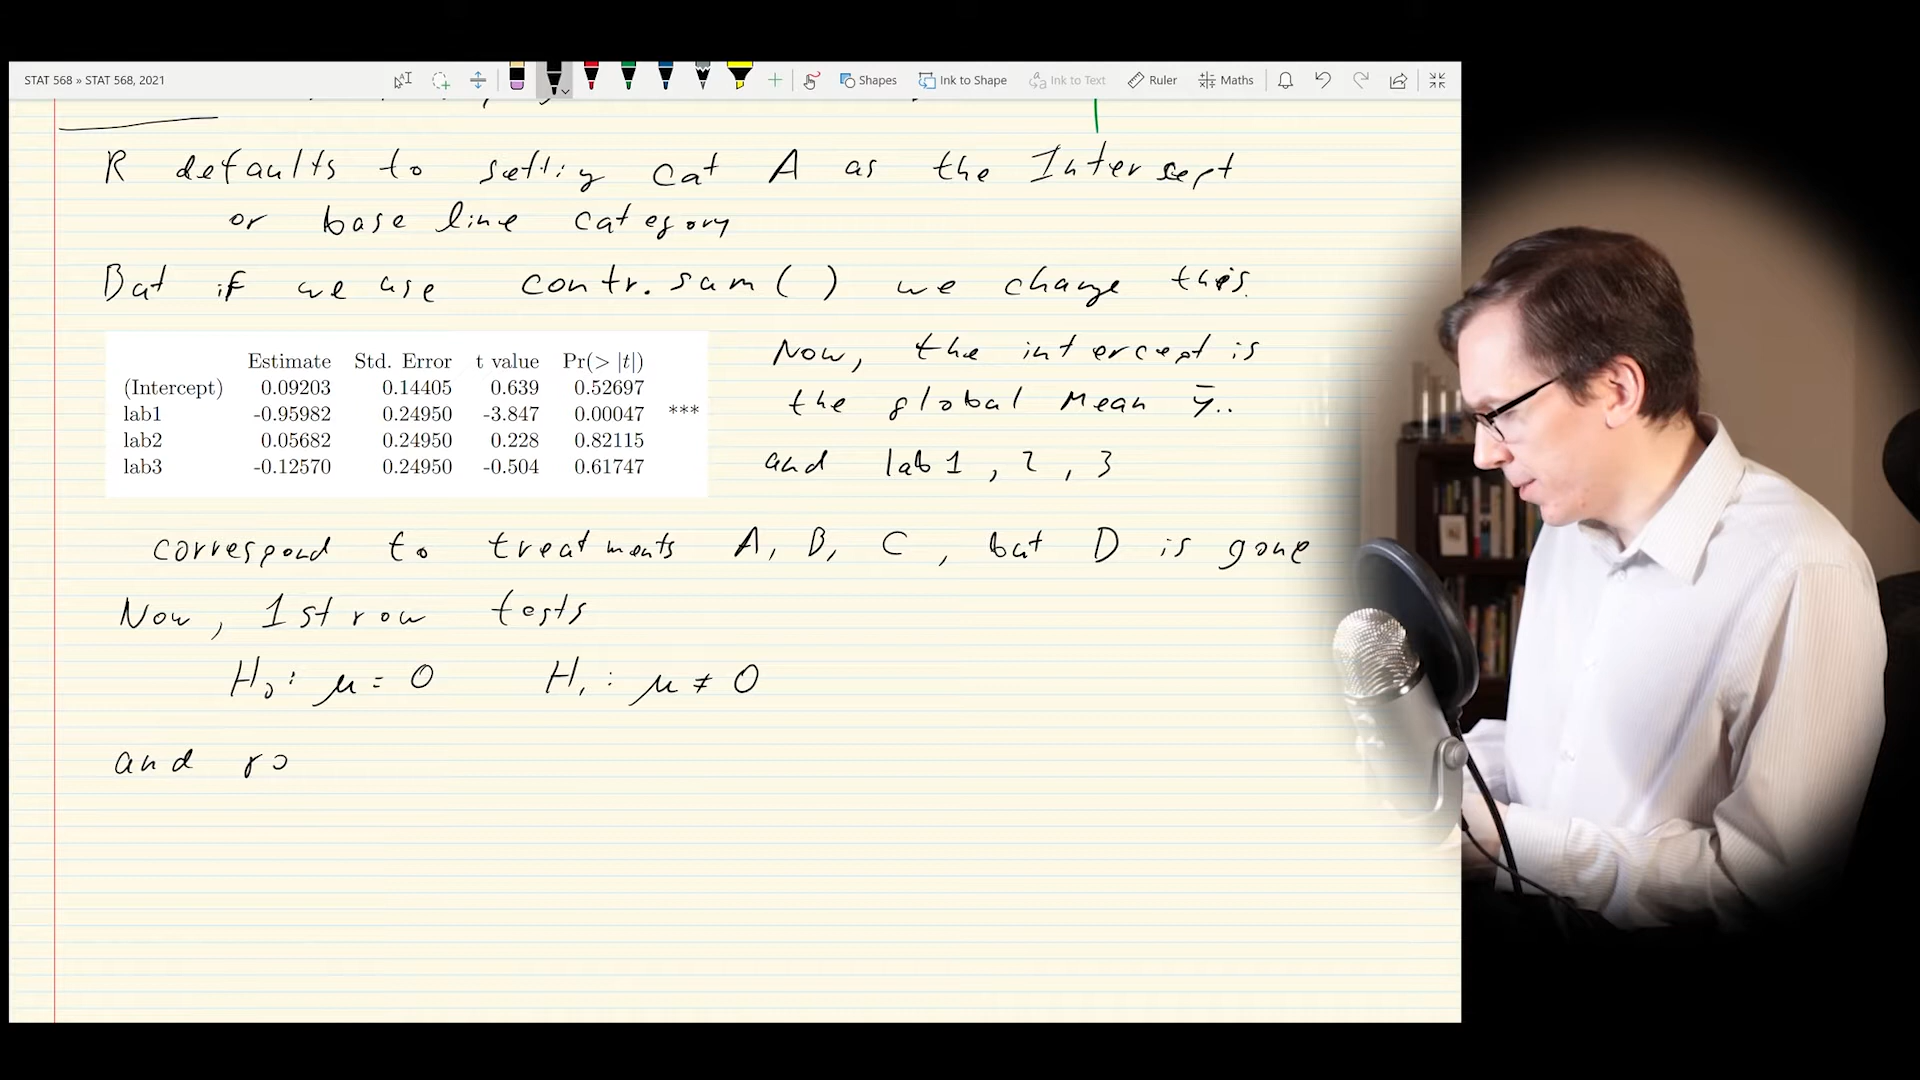 STAT 568 » STAT 568, 2021
Shapes Ink to Shape Ink to Text Ruler Maths
R defaults to setting cat A as the Intercept
or base line category
But if we use contr.sum() we change this.
Estimate Std. Error t value Pr(> |t|)
(Intercept) 0.09203 0.14405 0.639 0.52697
lab1 -0.95982 0.24950 -3.847 0.00047 ***
lab2 0.05682 0.24950 0.228 0.82115
lab3 -0.12570 0.24950 -0.504 0.61747
Now, the intercept is
the global Mean ȳ..
and lab 1, 2, 3
correspond to treatments A, B, C, but D is gone
Now, 1st row tests
H₀: μ = 0 H₁: μ ≠ 0
and ro